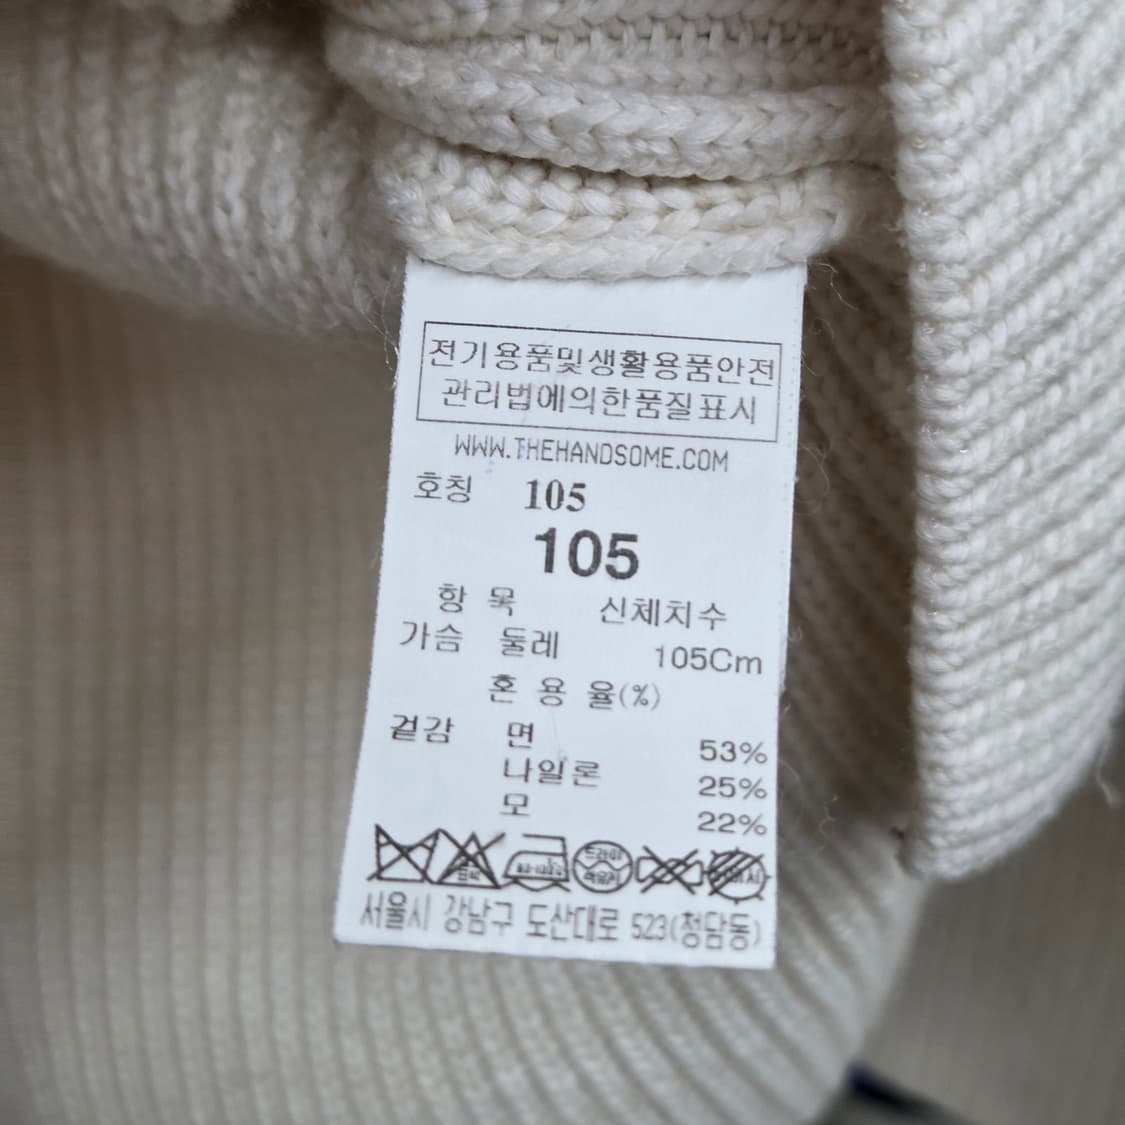 전기용품및생활용품안전
관리법에의한품질표시
WWW.THEHANDSOME.COM
호칭 105
105
항 목 신체치수
가슴 둘레 105Cm
혼 용 율(%)
겉감 면 53%
나일론 25%
모 22%
드라이
서울시 강남구 도산대로 523(청담동)